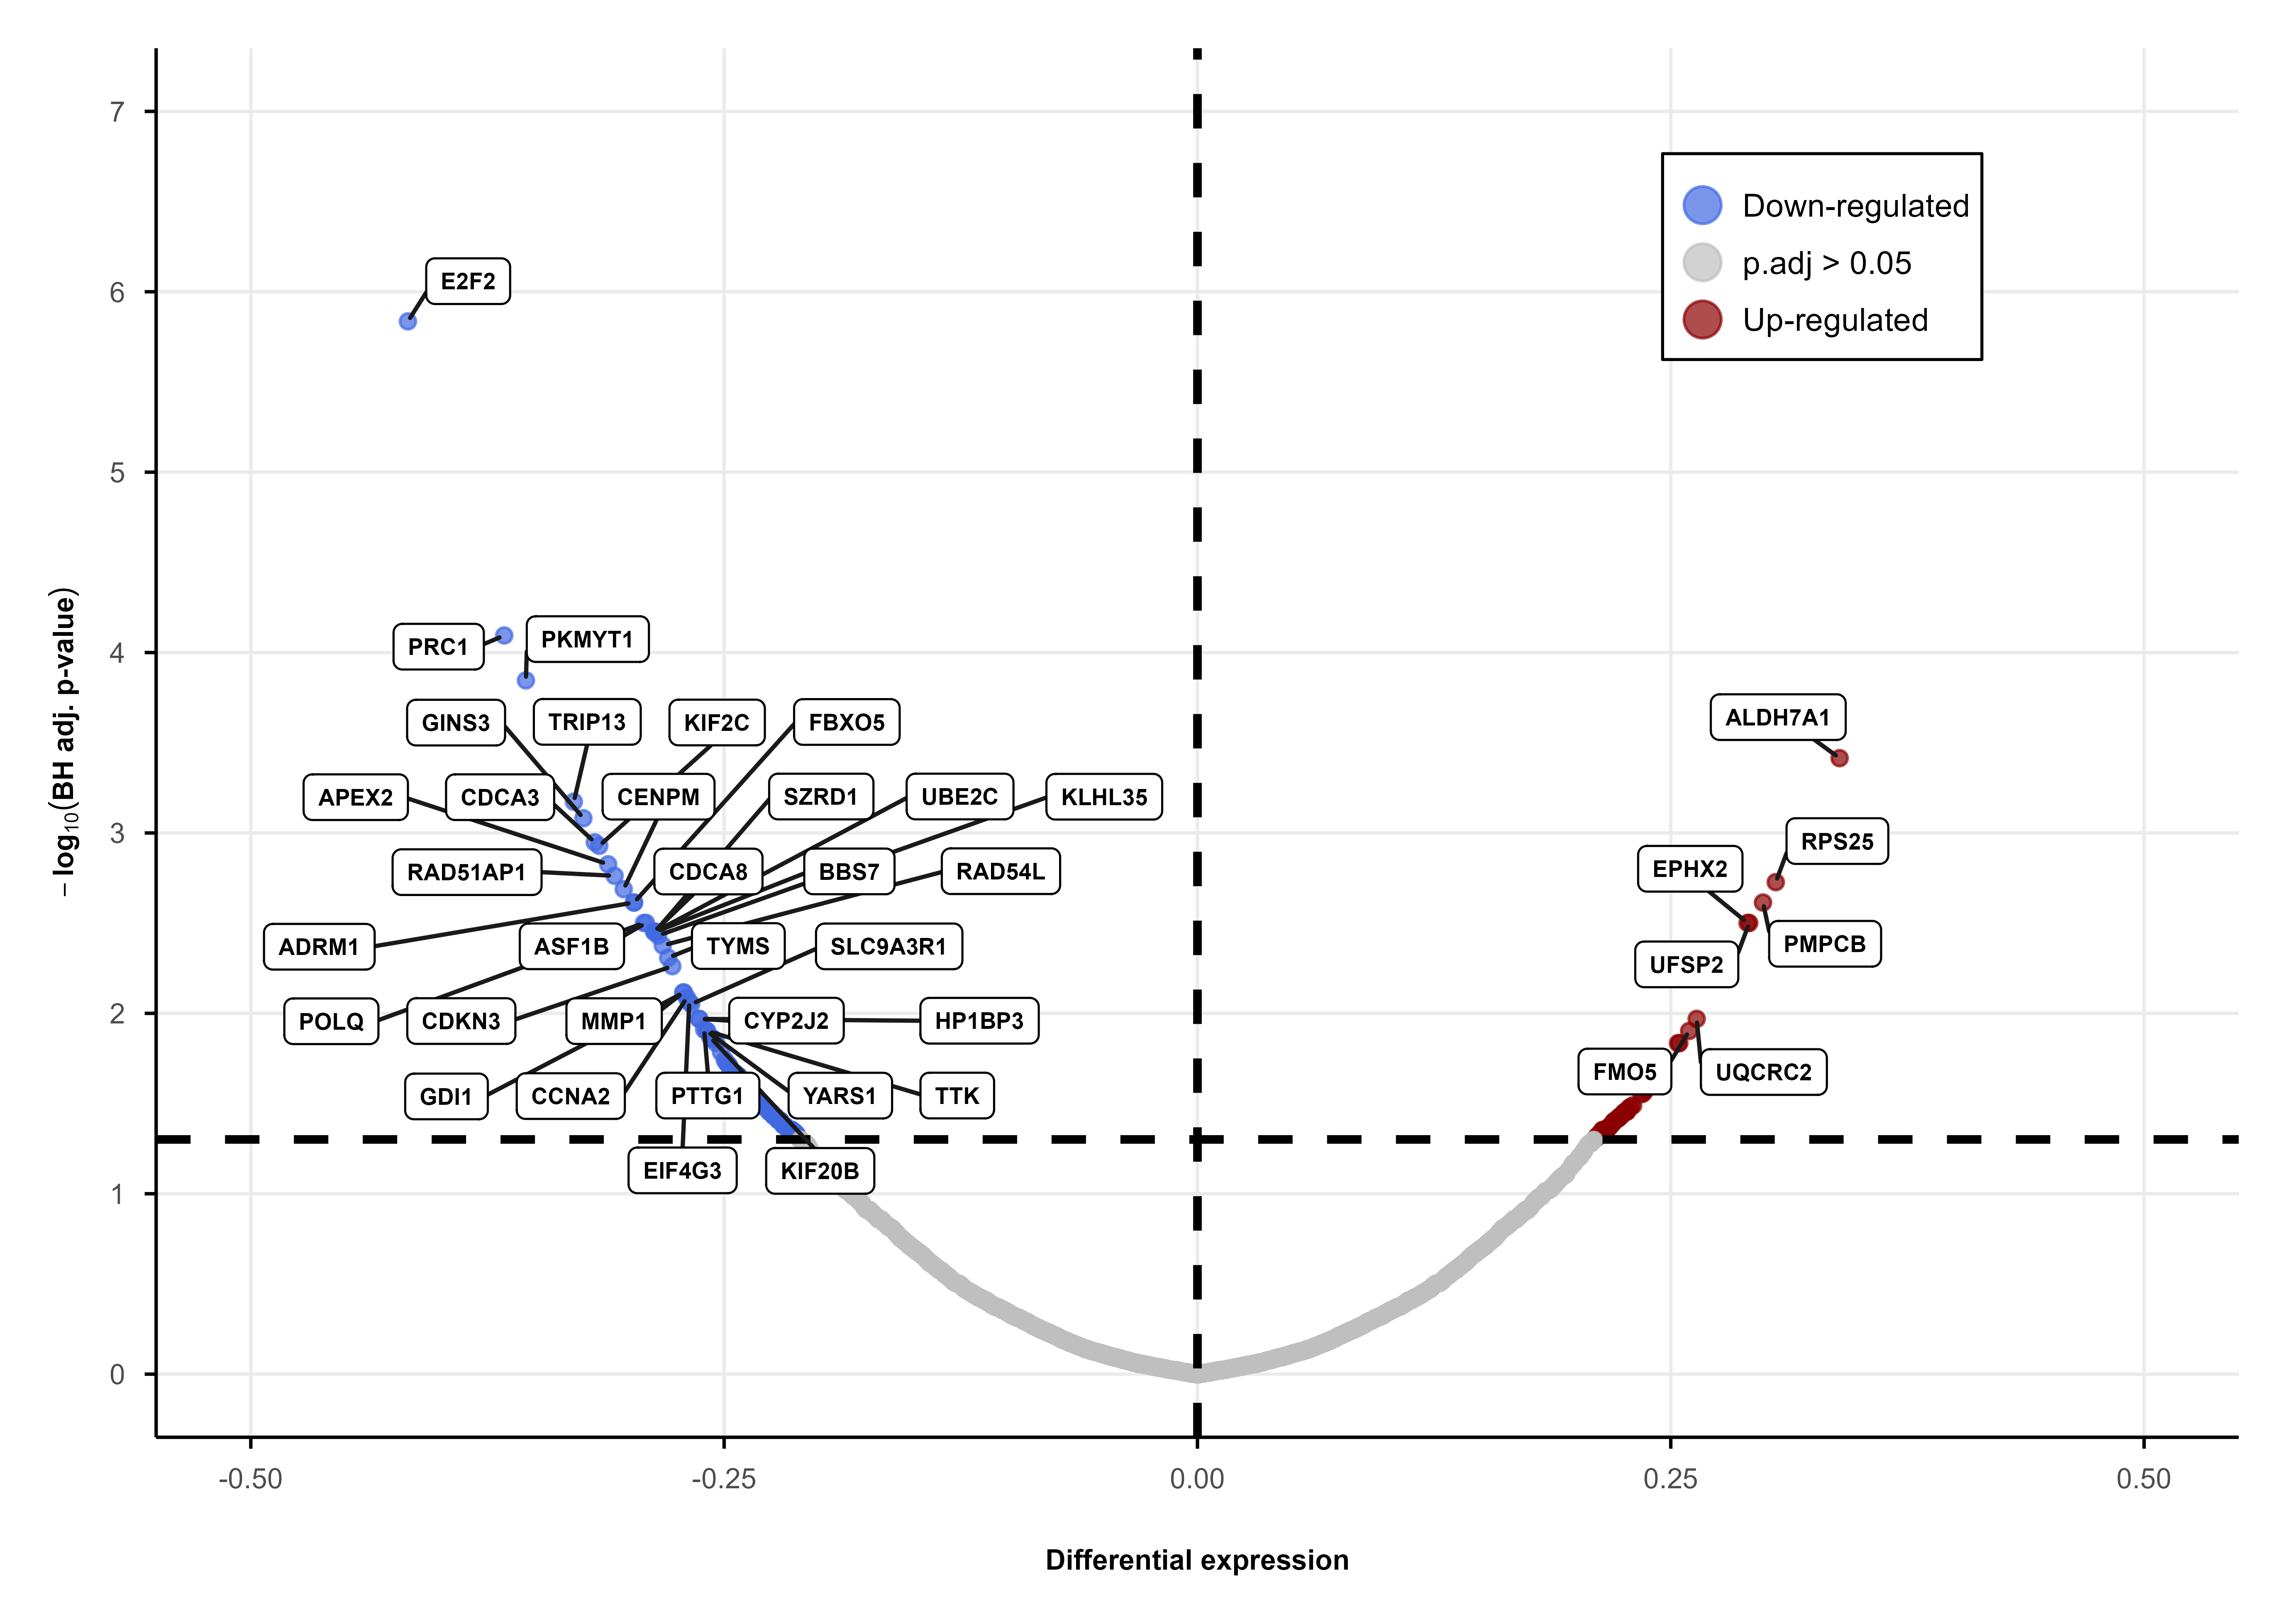 7
Down-regulated
p.adj > 0.05
E2F2
6
Up-regulated
5
PRC1
PKMYT1
4
GINS3
TRIP13
KIF2C
FBXO5
ALDH7A1
APEX2
CDCA3
CENPM
SZRD1
UBE2C
KLHL35
3
RPS25
RAD51AP1
CDCA8
BBS7
RAD54L
EPHX2
ADRM1
ASF1B
TYMS
SLC9A3R1
PMPCB
UFSP2
2
POLQ
CDKN3
MMP1
CYP2J2
HP1BP3
FMO5
UQCRC2
GDI1
CCNA2
PTTG1
YARS1
TTK
EIF4G3
KIF20B
1
0
− log10(BH adj. p-value)
-0.50
-0.25
0.00
0.25
0.50
Differential expression